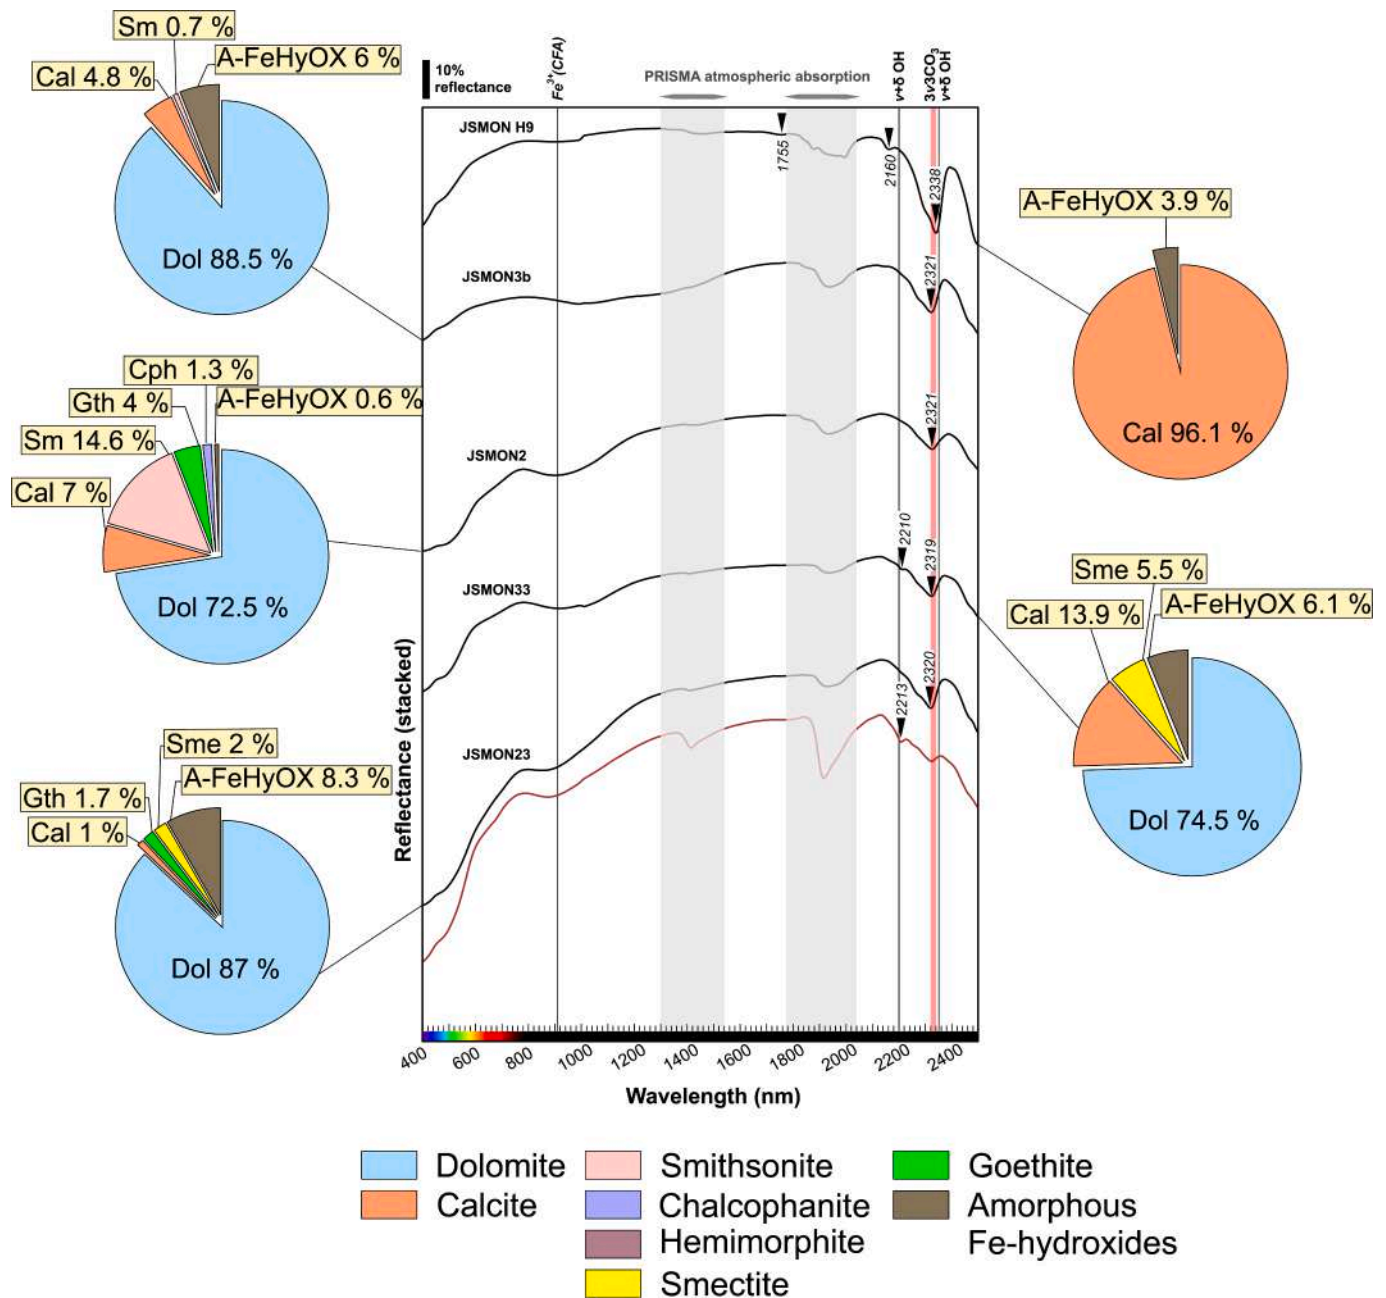 Sm 0.7 %
Cal 4.8 %
A-FeHyOX 6 %
Dol 88.5 %
Cph 1.3 %
Gth 4 %
A-FeHyOX 0.6 %
Sm 14.6 %
Cal 7 %
Dol 72.5 %
Sme 2 %
Gth 1.7 %
A-FeHyOX 8.3 %
Cal 1 %
Dol 87 %
10%
reflectance
Fe³⁺(CFA)
PRISMA atmospheric absorption
ν+δ OH
3ν3CO₃
ν+δ OH
JSMON H9
1755
2160
2338
JSMON3b
2321
JSMON2
2321
2210
JSMON33
2319
2213
2320
JSMON23
Reflectance (stacked)
400
600
800
1000
1200
1400
1600
1800
2000
2200
2400
Wavelength (nm)
A-FeHyOX 3.9 %
Cal 96.1 %
Sme 5.5 %
Cal 13.9 %
A-FeHyOX 6.1 %
Dol 74.5 %
Dolomite
Calcite
Smithsonite
Chalcophanite
Hemimorphite
Smectite
Goethite
Amorphous
Fe-hydroxides